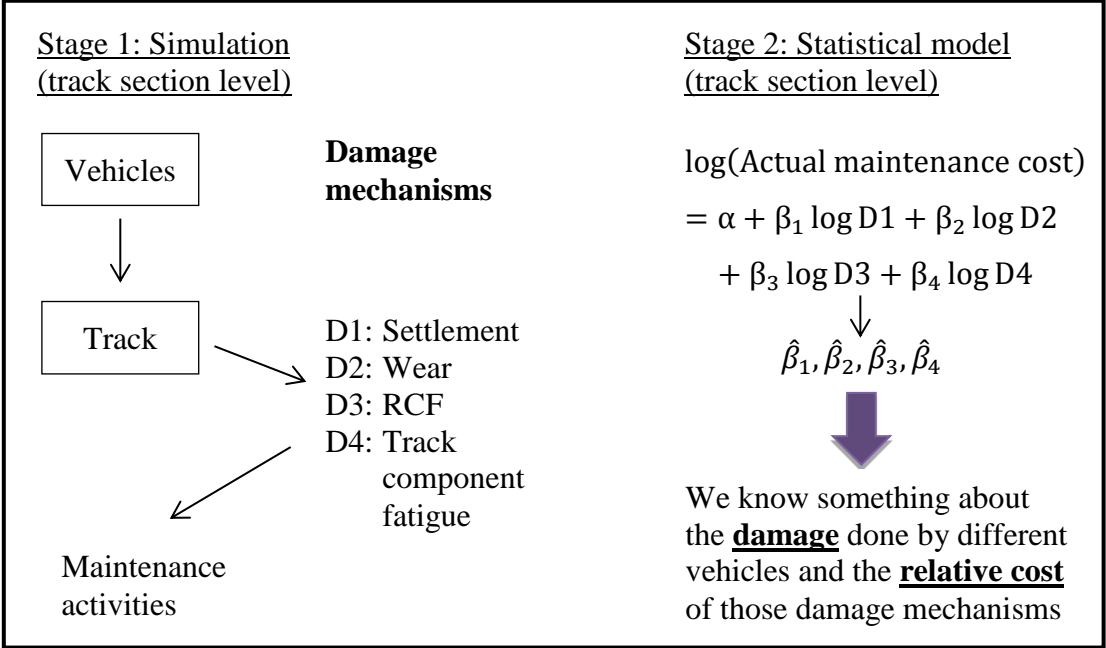 Stage 1: Simulation
(track section level)
Vehicles
Track
Damage
mechanisms
D1: Settlement
D2: Wear
D3: RCF
D4: Track
component
fatigue
Maintenance
activities
Stage 2: Statistical model
(track section level)
log(Actual maintenance cost)
= α + β₁ log D1 + β₂ log D2
+ β₃ log D3 + β₄ log D4
β̂₁, β̂₂, β̂₃, β̂₄
We know something about
the damage done by different
vehicles and the relative cost
of those damage mechanisms